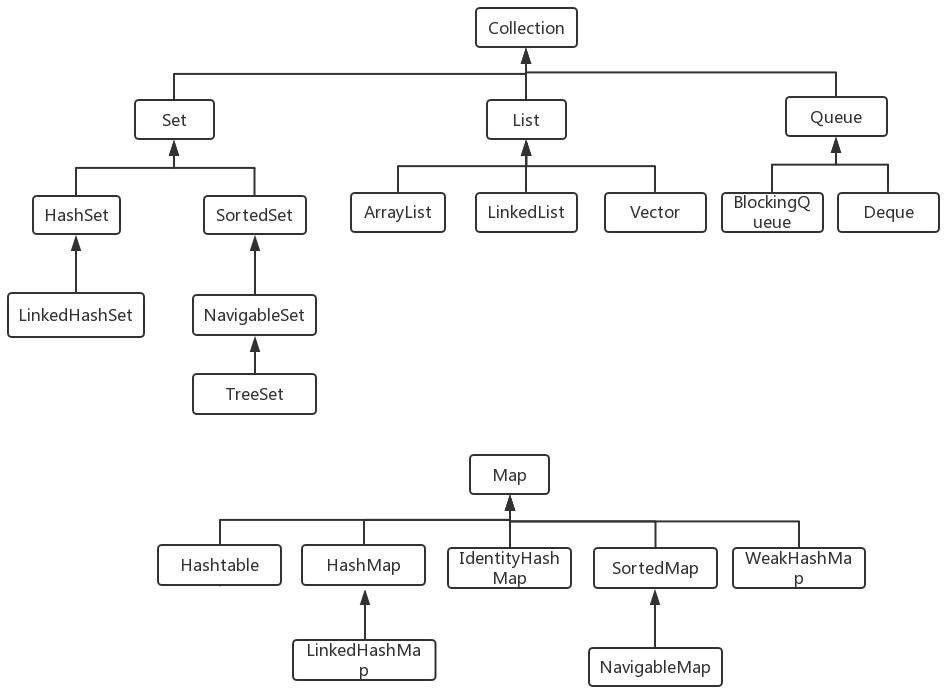 Collection
Set
List
Queue
HashSet
SortedSet
ArrayList
LinkedList
Vector
BlockingQ
ueue
Deque
LinkedHashSet
NavigableSet
TreeSet
Map
Hashtable
HashMap
IdentityHash
Map
SortedMap
WeakHashMa
p
LinkedHashMa
p
NavigableMap